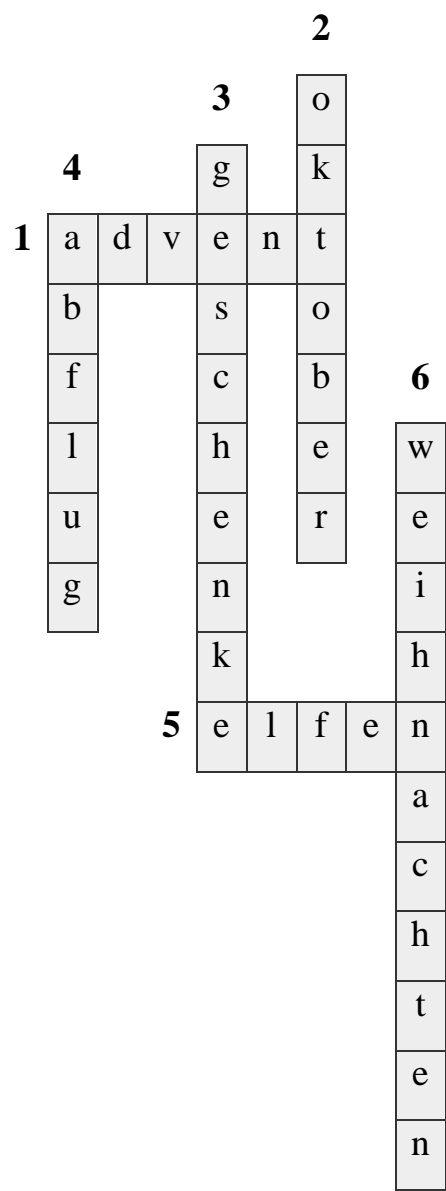 2
3 o
4 g k
1 a d v e n t
b s o
f c b 6
l h e w
u e r e
g n i
k h
5 e l f e n
a
c
h
t
e
n